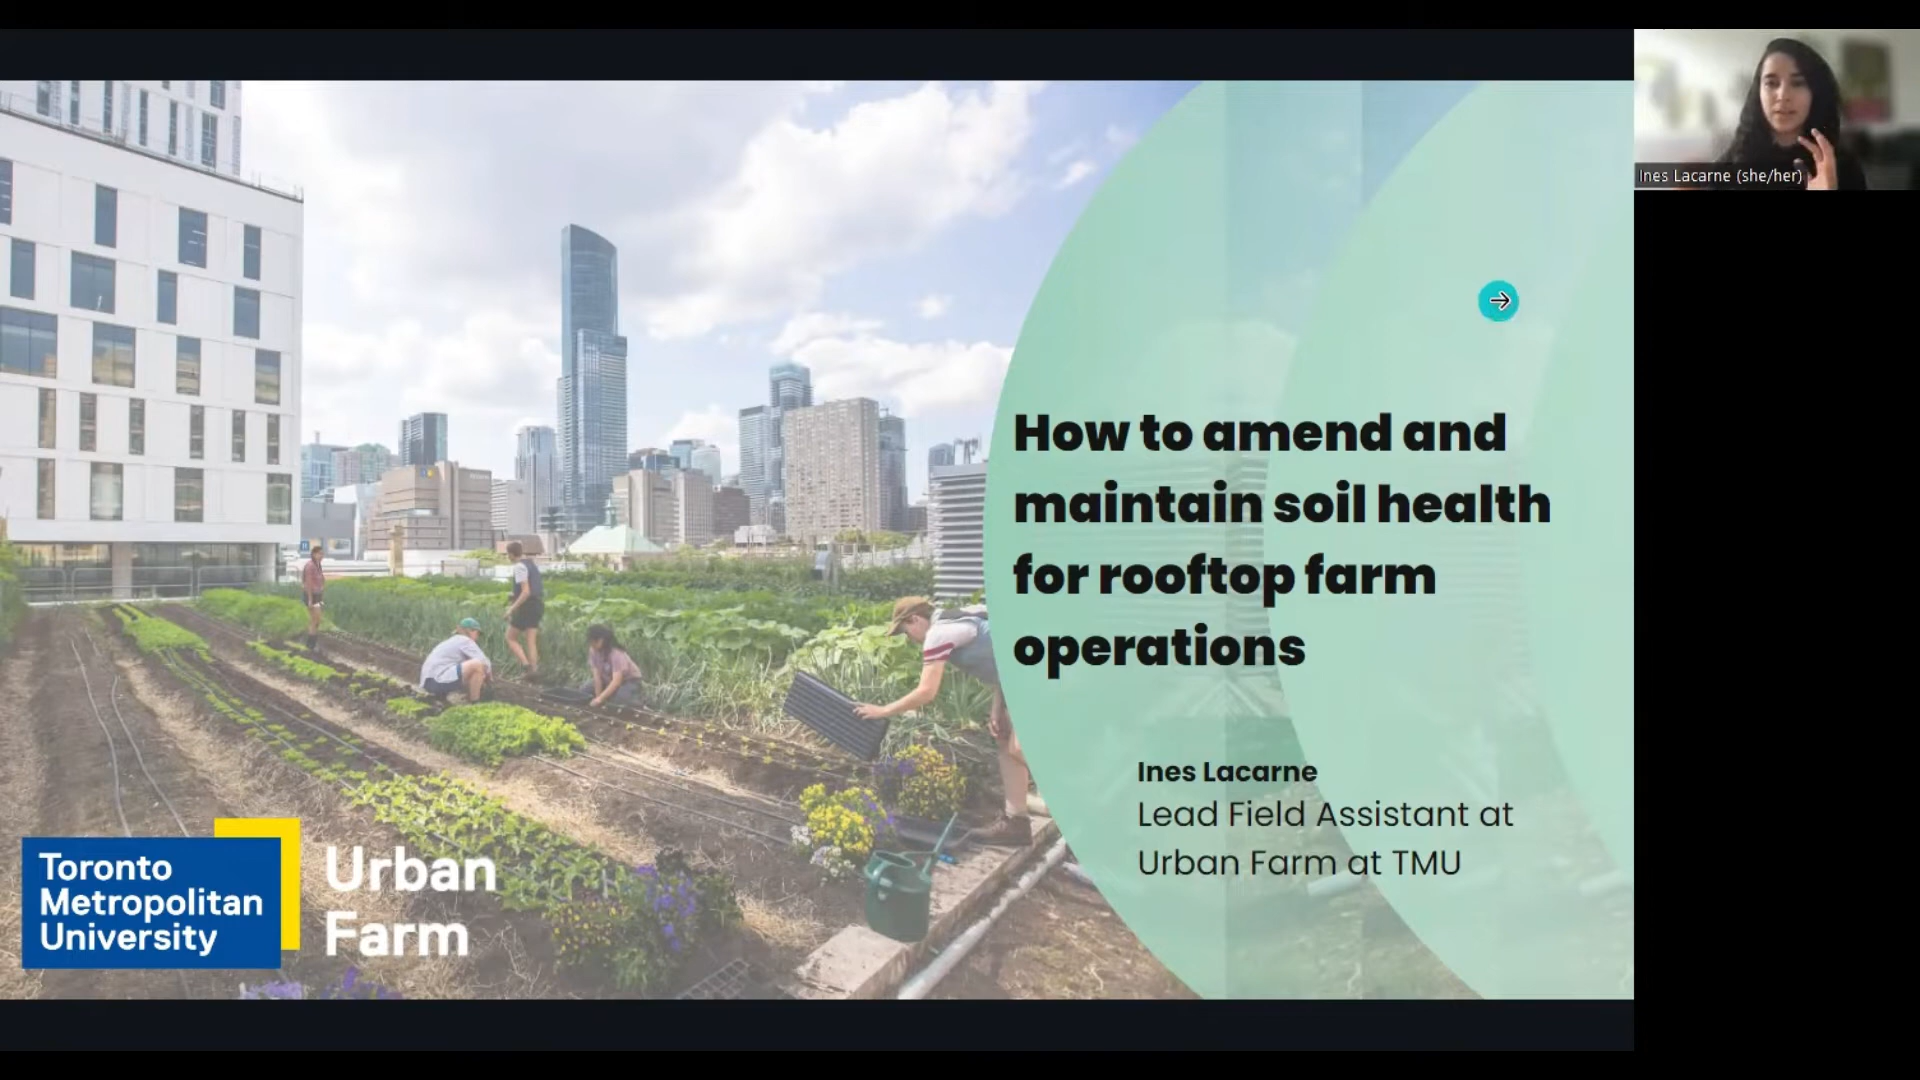 How to amend and
maintain soil health
for rooftop farm
operations
Ines Lacarne
Lead Field Assistant at
Urban Farm at TMU
Toronto
Metropolitan
University
Urban
Farm
Ines Lacarne (she/her)